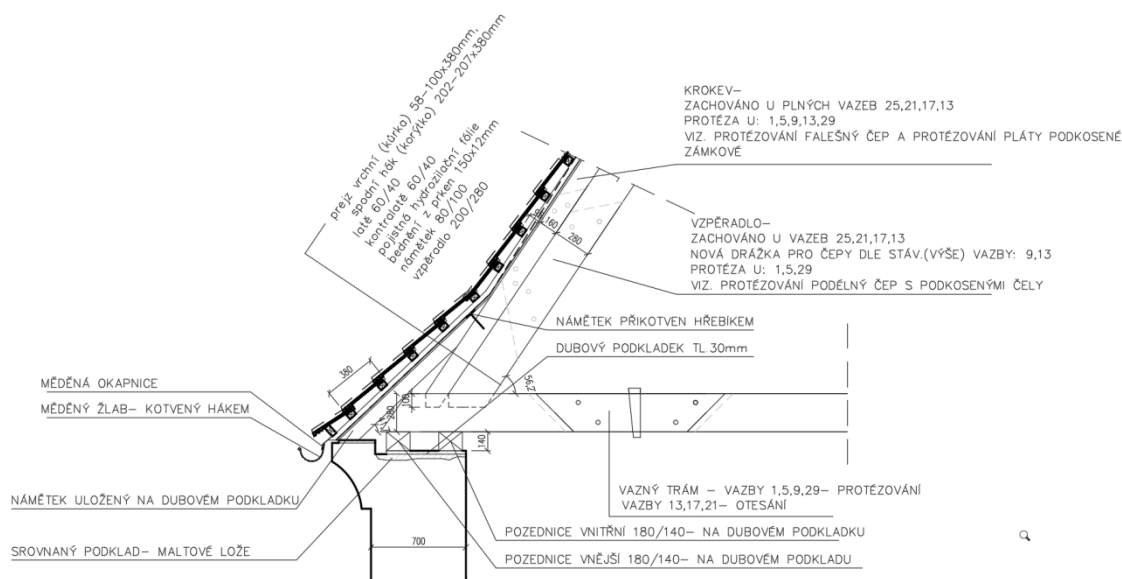 prejz vrchní (kůrka) 58-100x380mm,
spodní hák (korýtko) 202-207x380mm
latě 60/40
kontralatě 60/40
pojistná hydroizilační fólie
bednění z prken 150x12mm
námětek 80/100
vzpěradlo 200/280
KROKEV-
ZACHOVÁNO U PLNÝCH VAZEB 25,21,17,13
PROTÉZA U: 1,5,9,13,29
VIZ. PROTÉZOVÁNÍ FALEŠNÝ ČEP A PROTÉZOVÁNÍ PLÁTY PODKOSENÉ
ZÁMKOVÉ
VZPĚRADLO-
ZACHOVÁNO U VAZEB 25,21,17,13
NOVÁ DRÁŽKA PRO ČEPY DLE STÁV.(VÝŠE) VAZBY: 9,13
PROTÉZA U: 1,5,29
VIZ. PROTÉZOVÁNÍ PODÉLNÝ ČEP S PODKOSENÝMI ČELY
160
280
NÁMĚTEK PŘIKOTVEN HŘEBÍKEM
DUBOVÝ PODKLADEK TL.30mm
380
56,2
MĚDĚNÁ OKAPNICE
MĚDĚNÝ ŽLAB- KOTVENÝ HÁKEM
100
280
140
NÁMĚTEK ULOŽENÝ NA DUBOVÉM PODKLADKU
SROVNANÝ PODKLAD- MALTOVÉ LOŽE
700
VAZNÝ TRÁM - VAZBY 1,5,9,29- PROTÉZOVÁNÍ
VAZBY 13,17,21- OTESÁNÍ
POZEDNICE VNITŘNÍ 180/140- NA DUBOVÉM PODKLADKU
POZEDNICE VNĚJŠÍ 180/140- NA DUBOVÉM PODKLADU